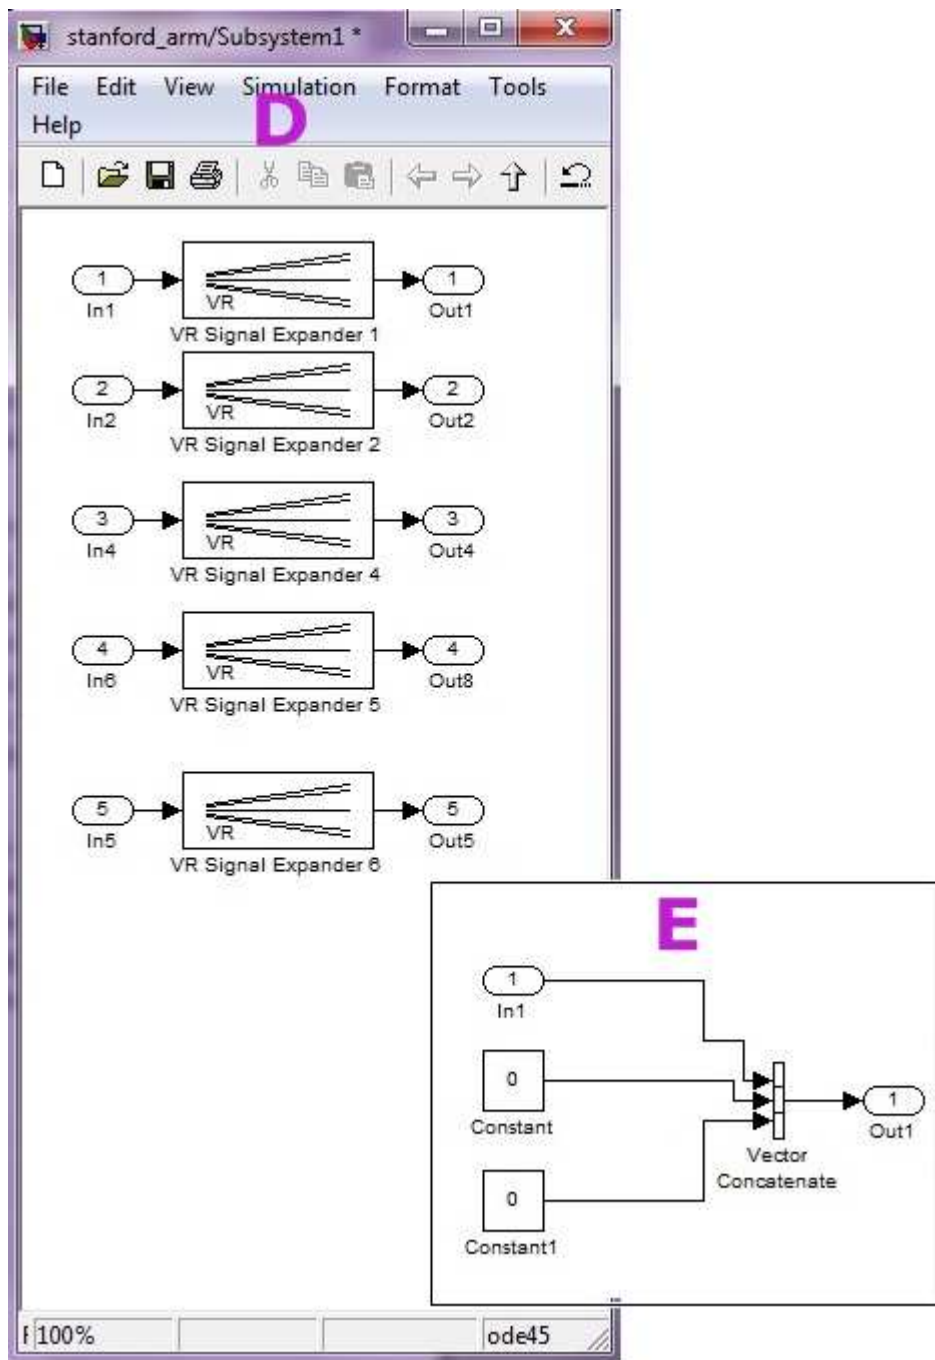 stanford_arm/Subsystem1 *
File Edit View Simulation Format Tools
Help
D
1
In1
VR
VR Signal Expander 1
1
Out1
2
In2
VR
VR Signal Expander 2
2
Out2
3
In4
VR
VR Signal Expander 4
3
Out4
4
In6
VR
VR Signal Expander 5
4
Out8
5
In5
VR
VR Signal Expander 6
5
Out5
E
1
In1
0
Constant
0
Constant1
Vector
Concatenate
1
Out1
100%
ode45